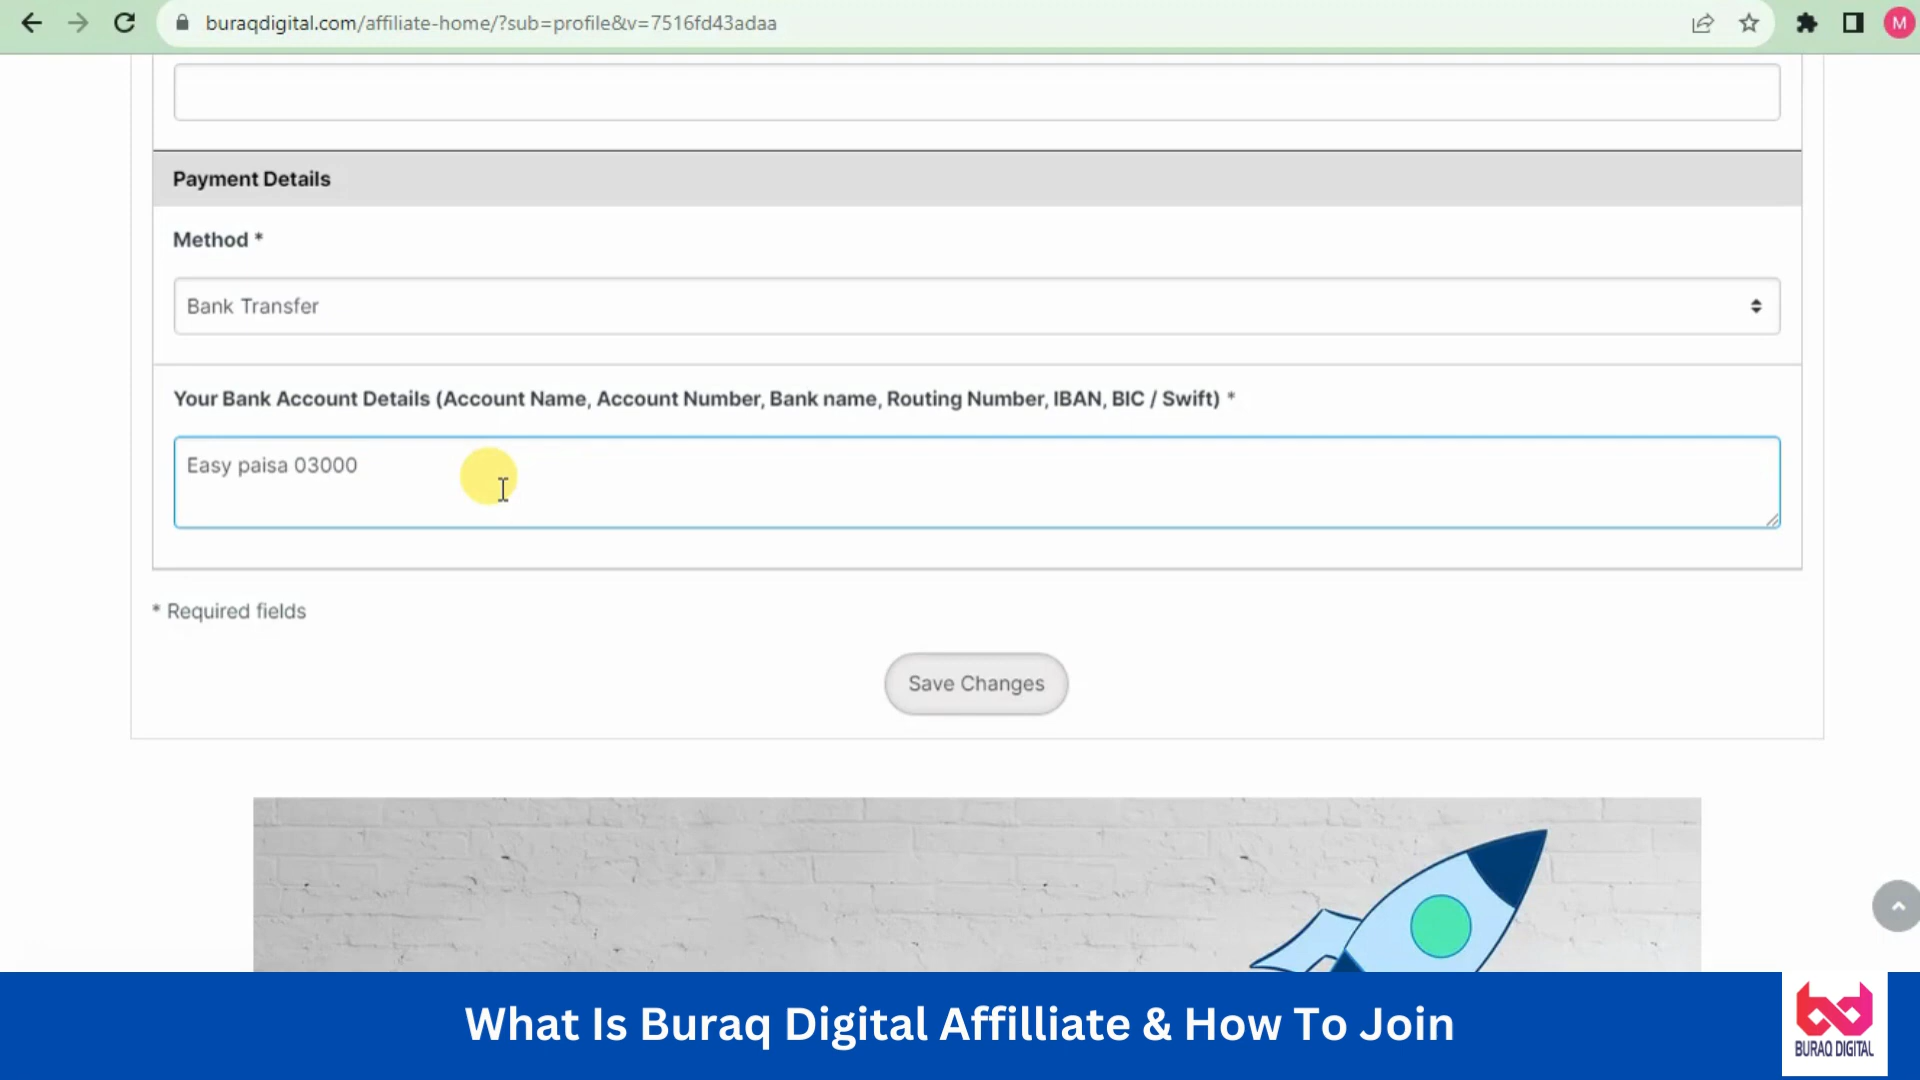 buraqdigital.com/affiliate-home/?sub=profile&v=7516fd43adaa
M
Payment Details
Method *
Bank Transfer
Your Bank Account Details (Account Name, Account Number, Bank name, Routing Number, IBAN, BIC / Swift) *
Easy paisa 03000
* Required fields
Save Changes
What Is Buraq Digital Affilliate & How To Join
BURAQ DIGITAL